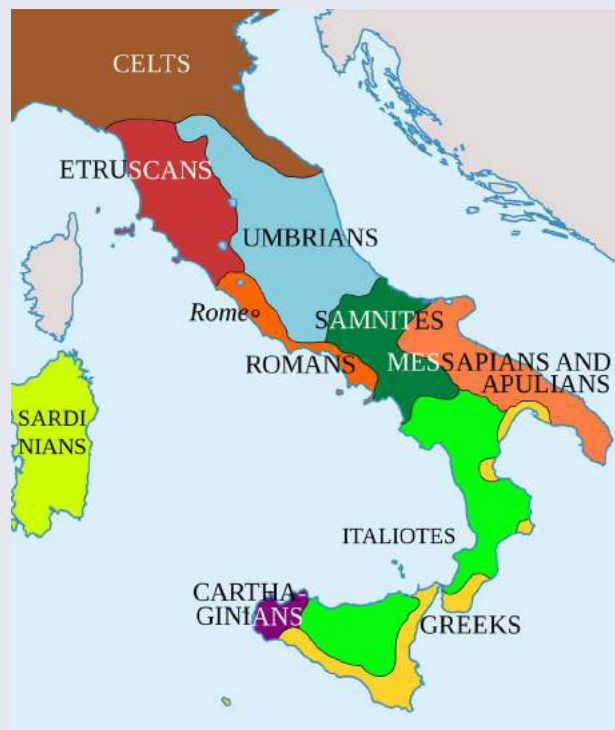 CELTS
ETRUSCANS
UMBRIANS
Rome
SAMNITES
ROMANS
MESSAPIANS AND
APULIANS
SARDI
NIANS
ITALIOTES
CARTHA-
GINIANS
GREEKS